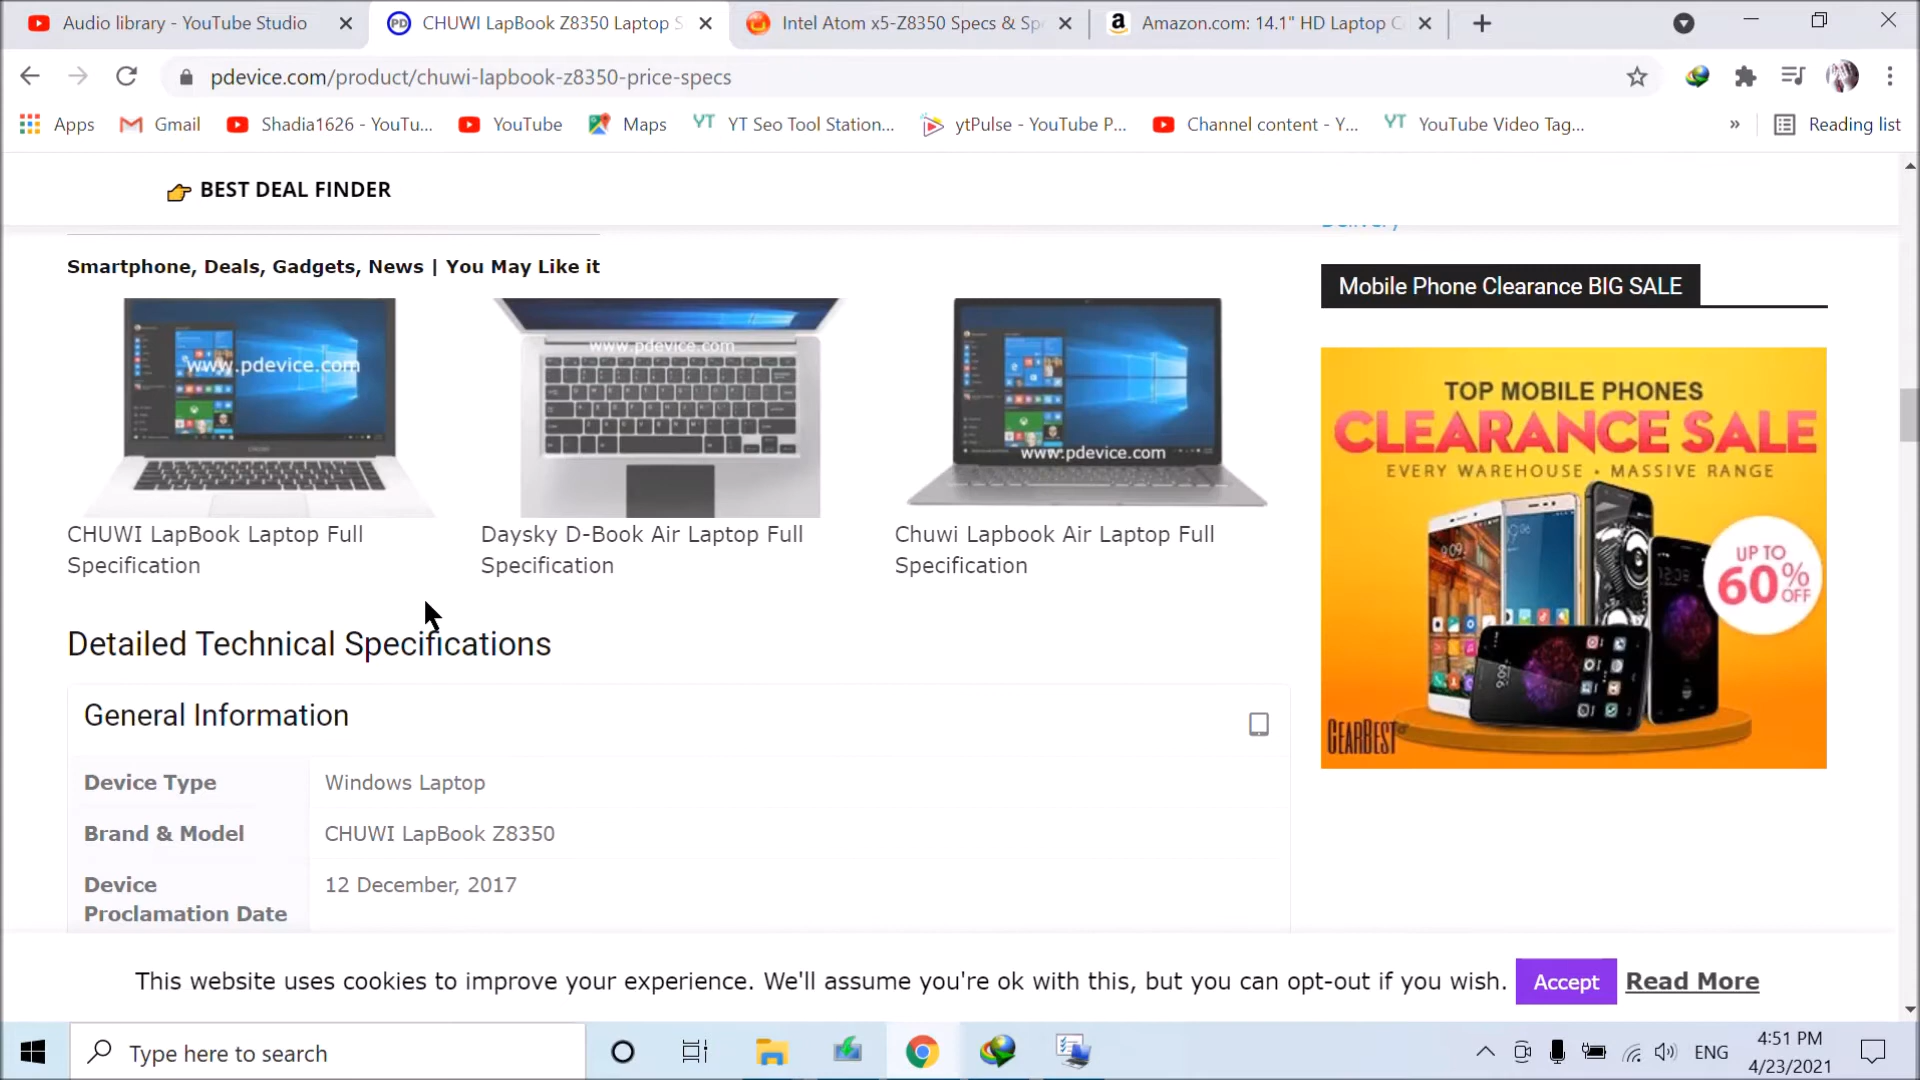 Audio library - YouTube Studio
CHUWI LapBook Z8350 Laptop S
Intel Atom x5-Z8350 Specs & Sp
Amazon.com: 14.1" HD Laptop C
pdevice.com/product/chuwi-lapbook-z8350-price-specs
Apps
Gmail
Shadia1626 - YouTu...
YouTube
Maps
YT Seo Tool Station...
ytPulse - YouTube P...
Channel content - Y...
YouTube Video Tag...
»
Reading list
BEST DEAL FINDER
Delivery
Smartphone, Deals, Gadgets, News | You May Like it
www.pdevice.com
www.pdevice.com
www.pdevice.com
CHUWI LapBook Laptop Full
Specification
Daysky D-Book Air Laptop Full
Specification
Chuwi Lapbook Air Laptop Full
Specification
Mobile Phone Clearance BIG SALE
TOP MOBILE PHONES
CLEARANCE SALE
EVERY WAREHOUSE • MASSIVE RANGE
UP TO
60%
OFF
GEARBEST
Detailed Technical Specifications
General Information
Device Type
Windows Laptop
Brand & Model
CHUWI LapBook Z8350
Device
Proclamation Date
12 December, 2017
This website uses cookies to improve your experience. We'll assume you're ok with this, but you can opt-out if you wish.
Accept
Read More
Type here to search
ENG
4:51 PM
4/23/2021